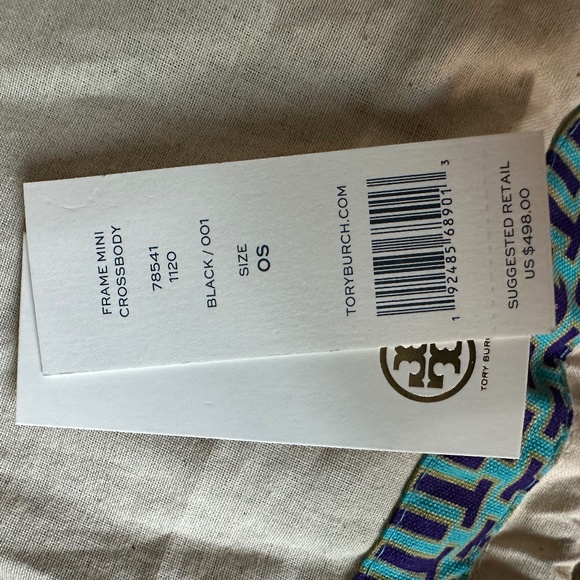 FRAME MINI
CROSSBODY
78541
1120
BLACK / 001
SIZE
OS
TORYBURCH.COM
1 92485 68901 3
SUGGESTED RETAIL
US $498.00
TORY BURC